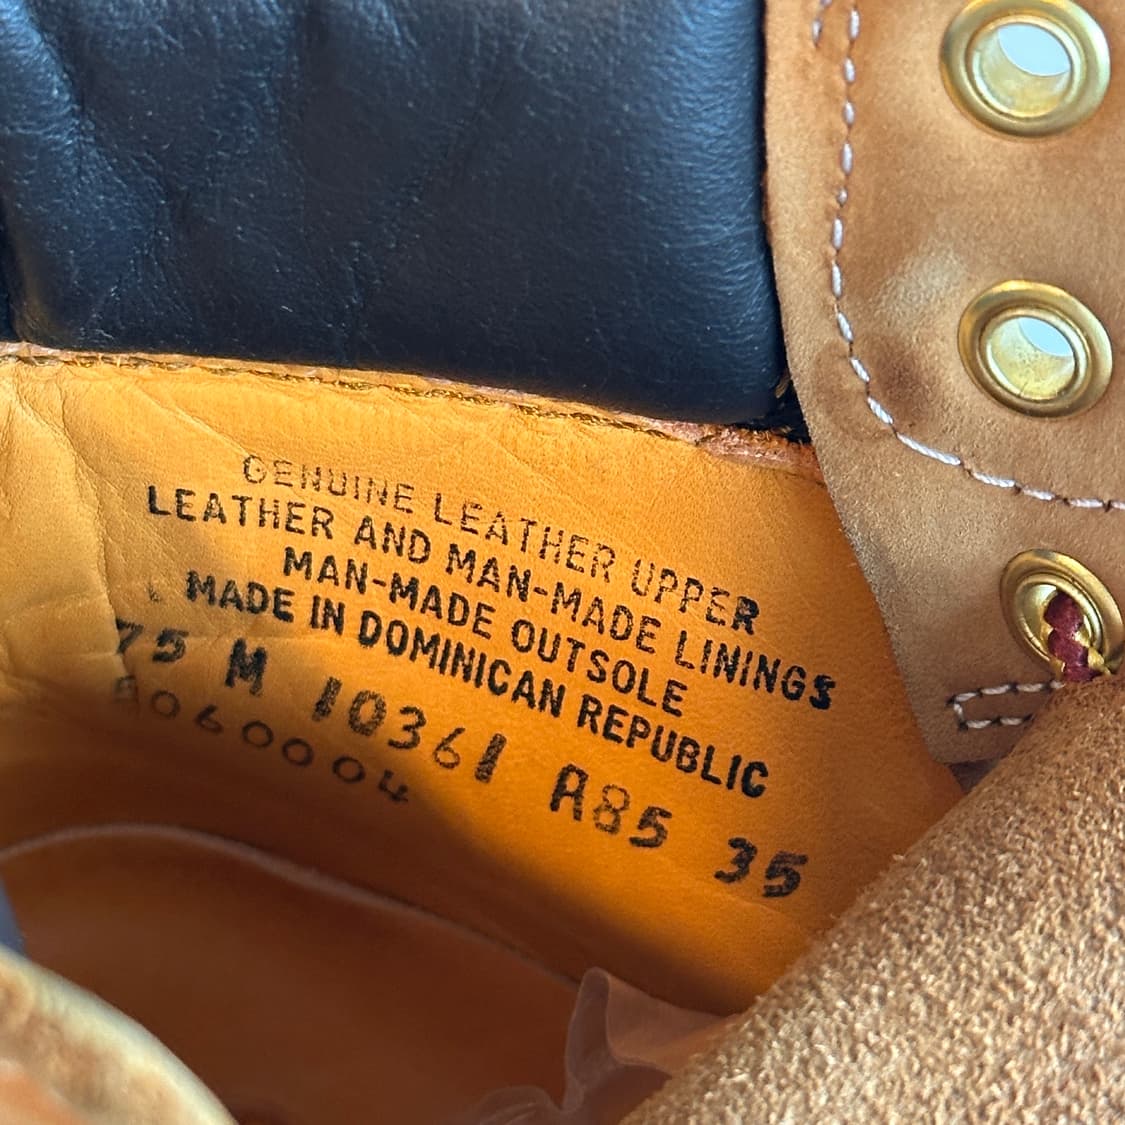 GENUINE LEATHER UPPER
LEATHER AND MAN-MADE LININGS
MAN-MADE OUTSOLE
MADE IN DOMINICAN REPUBLIC
75 M 10361 A85 35